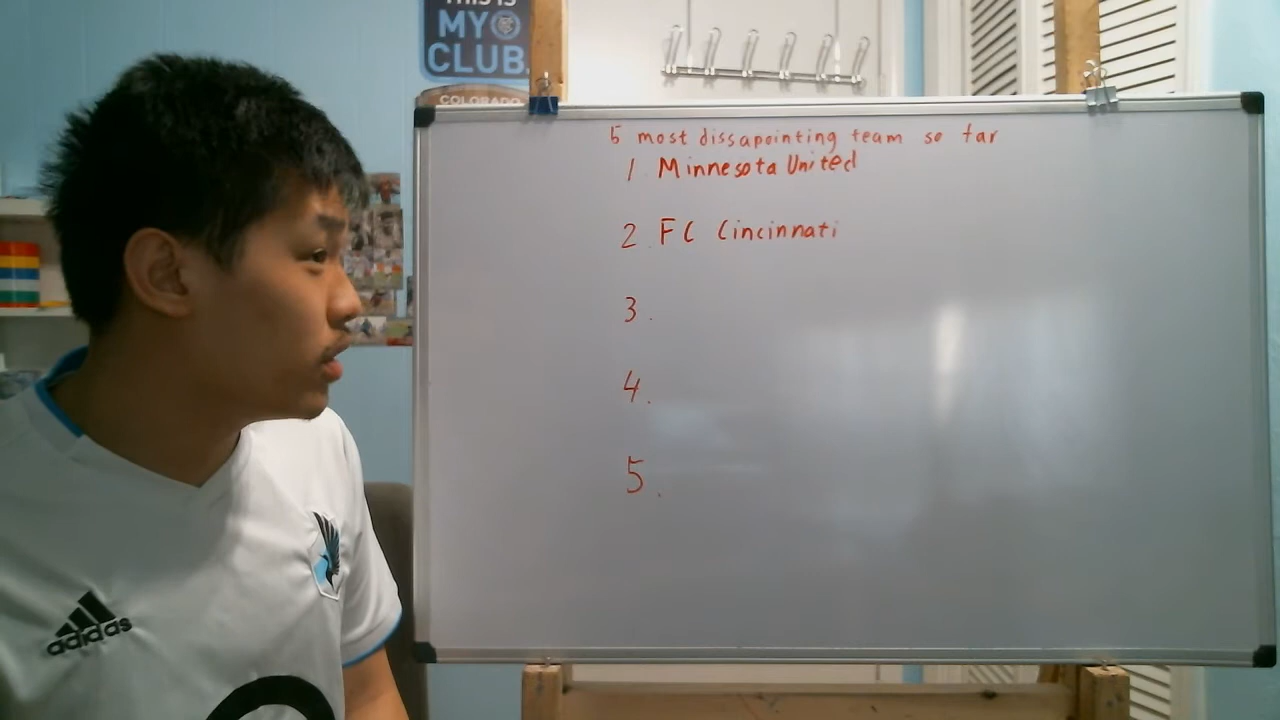 THIS IS
MY
CLUB.
COLORADO
5 most dissapointing team so far
1 Minnesota United
2. FC Cincinnati
3.
4.
5.
adidas